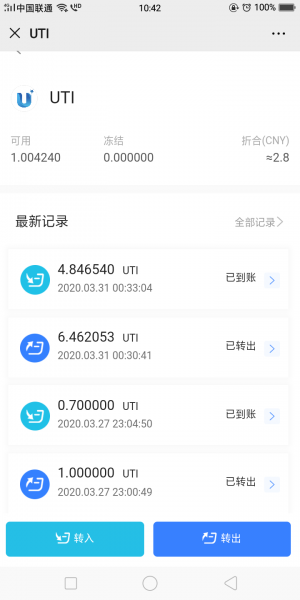 中国联通 10:42 100%
UTI
UTI
可用 冻结 折合(CNY)
1.004240 0.000000 ≈2.8
最新记录 全部记录
4.846540 UTI 已到账
2020.03.31 00:33:04
6.462053 UTI 已转出
2020.03.31 00:30:41
0.700000 UTI 已到账
2020.03.27 23:04:50
1.000000 UTI 已转出
2020.03.27 23:00:49
转入 转出